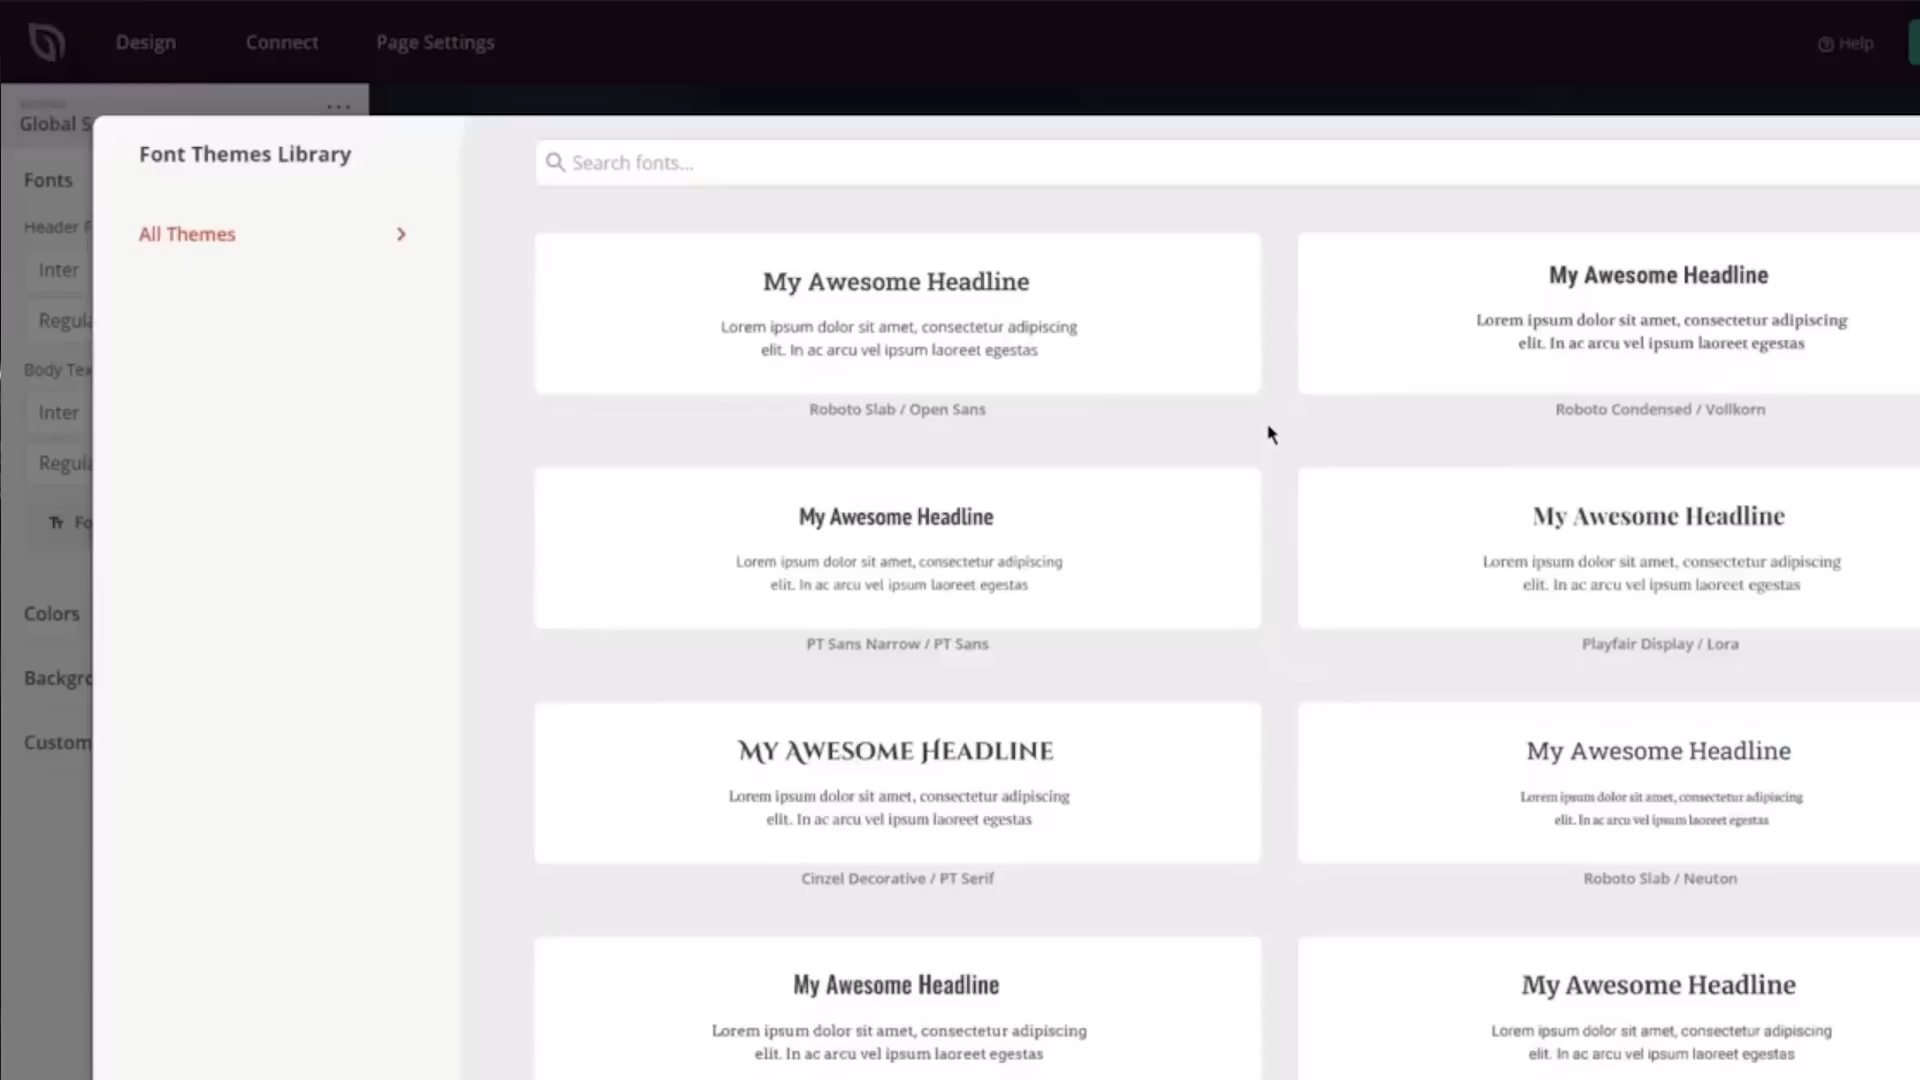 Design
Connect
Page Settings
Help
Global S
Fonts
Header F
Inter
Regula
Body Tex
Inter
Regula
Tr Fo
Colors
Backgro
Custom
Font Themes Library
All Themes
Search fonts...
My Awesome Headline
Lorem ipsum dolor sit amet, consectetur adipiscing
elit. In ac arcu vel ipsum laoreet egestas
Roboto Slab / Open Sans
My Awesome Headline
Lorem ipsum dolor sit amet, consectetur adipiscing
elit. In ac arcu vel ipsum laoreet egestas
Roboto Condensed / Vollkorn
My Awesome Headline
Lorem ipsum dolor sit amet, consectetur adipiscing
elit. In ac arcu vel ipsum laoreet egestas
PT Sans Narrow / PT Sans
My Awesome Headline
Lorem ipsum dolor sit amet, consectetur adipiscing
elit. In ac arcu vel ipsum laoreet egestas
Playfair Display / Lora
My Awesome Headline
Lorem ipsum dolor sit amet, consectetur adipiscing
elit. In ac arcu vel ipsum laoreet egestas
Cinzel Decorative / PT Serif
My Awesome Headline
Lorem ipsum dolor sit amet, consectetur adipiscing
elit. In ac arcu vel ipsum laoreet egestas
Roboto Slab / Neuton
My Awesome Headline
Lorem ipsum dolor sit amet, consectetur adipiscing
elit. In ac arcu vel ipsum laoreet egestas
My Awesome Headline
Lorem ipsum dolor sit amet, consectetur adipiscing
elit. In ac arcu vel ipsum laoreet egestas